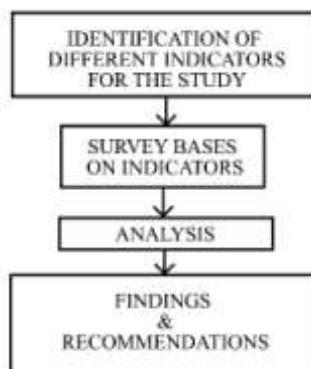 IDENTIFICATION OF
DIFFERENT INDICATORS
FOR THE STUDY
SURVEY BASES
ON INDICATORS
ANALYSIS
FINDINGS
&
RECOMMENDATIONS